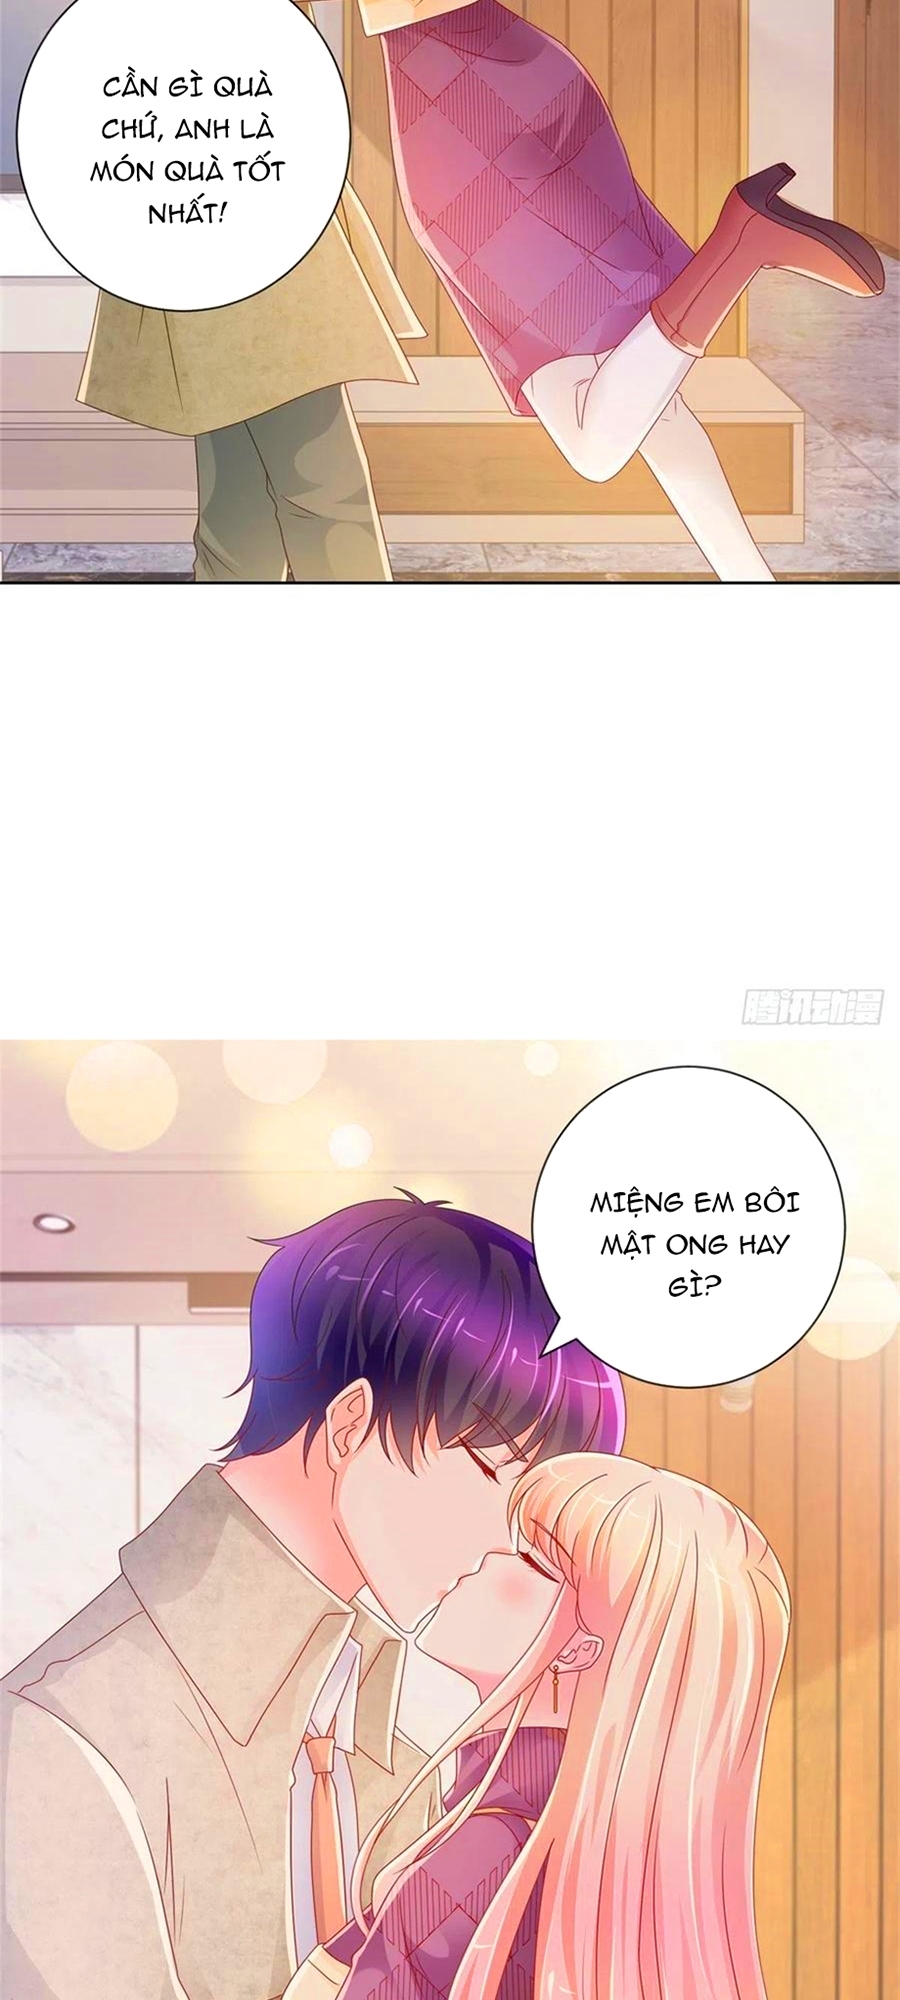 CẦN GÌ QUÀ
CHỨ, ANH LÀ
MÓN QUÀ TỐT
NHẤT!
腾讯动漫
MIỆNG EM BÔI
MẬT ONG HAY
GÌ?